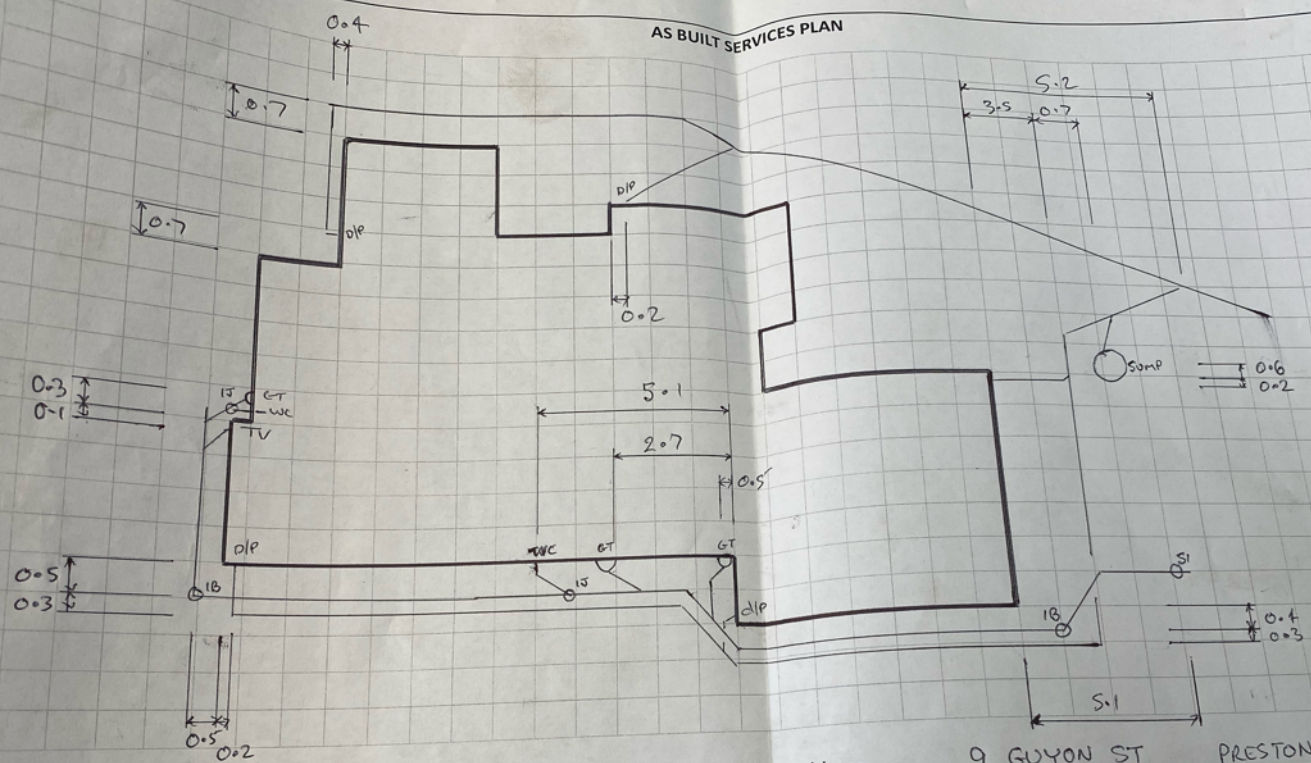 AS BUILT SERVICES PLAN
0.4
0.7
5.2
3.5 0.7
0.7
D/P
D/P
0.2
SUMP
0.6
0.2
0.3
0.1
IJ GT
WC
TV
5.1
2.7
0.5
D/P
WC
GT
GT
0.5
0.3
IB
IJ
d/P
SI
IB
0.4
0.3
5.1
0.5
0.2
9 GUYON ST PRESTON